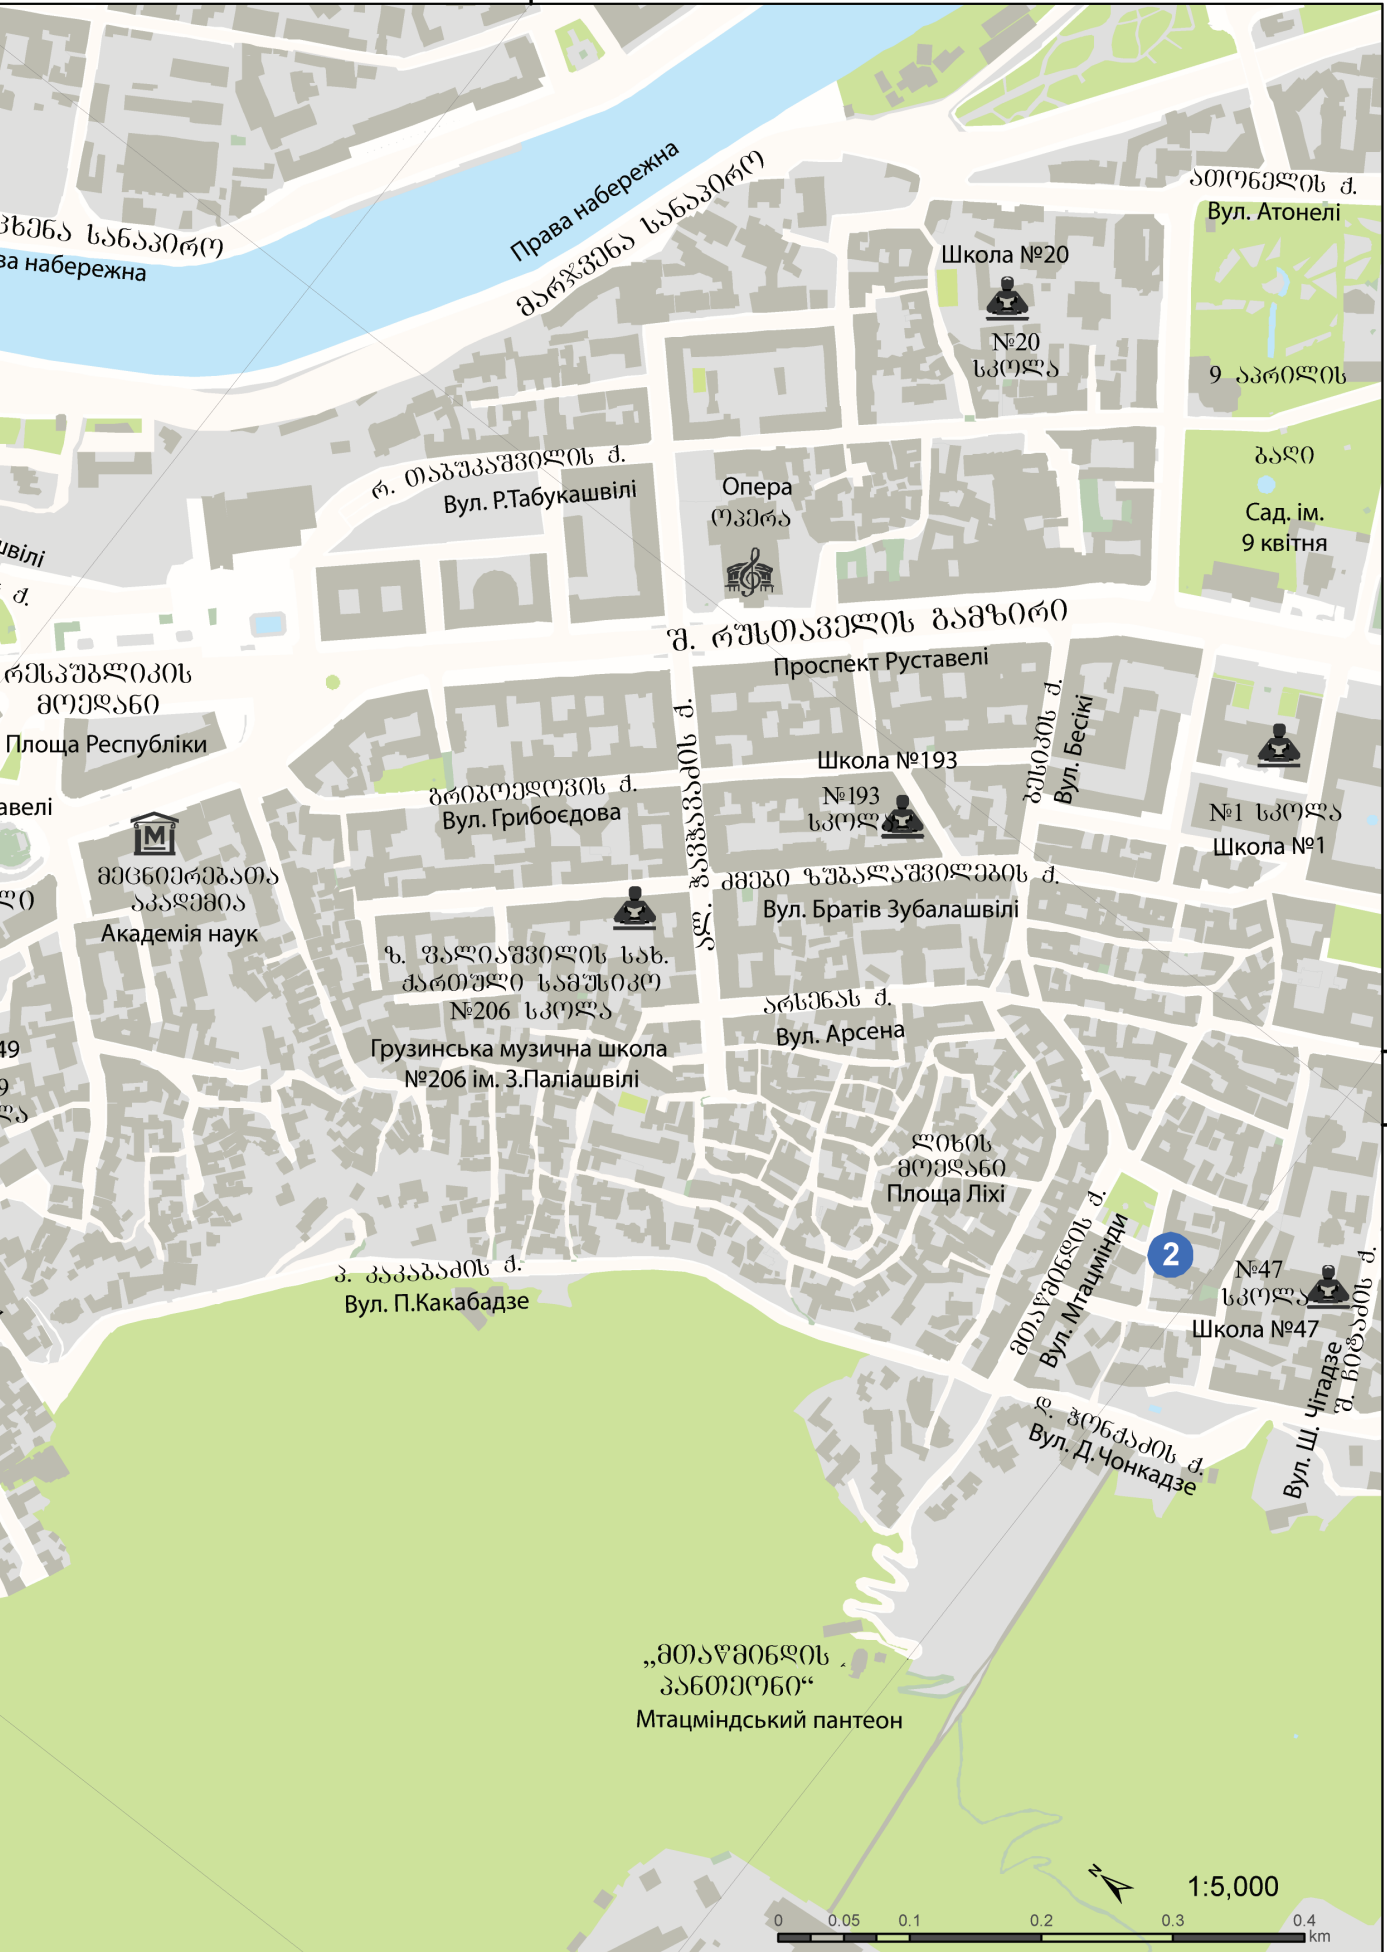 Права набережна
მარჯვენა სანაპირო
სანაპირო
набережна
ათონელის ქ.
Вул. Атонелі
Школа №20
№20
სკოლა
9 აპრილის
ბაღი
Сад. ім.
9 квітня
რ. თაბუკაშვილის ქ.
Вул. Р.Табукашвілі
Опера
ოპერა
შ. რუსთაველის გამზირი
Проспект Руставелі
რესპუბლიკის
მოედანი
Площа Республіки
ბესიკის ქ.
Вул. Бесікі
Школа №193
№193
სკოლა
№1 სკოლა
Школа №1
გრიბოედოვის ქ.
Вул. Грибоєдова
ალ. ჭავჭავაძის ქ.
ძმები ზუბალაშვილების ქ.
Вул. Братів Зубалашвілі
M
მეცნიერებათა
აკადემია
Академія наук
ზ. ფალიაშვილის სახ.
ქართული სამუსიკო
№206 სკოლა
Грузинська музична школа
№206 ім. З.Паліашвілі
არსენას ქ.
Вул. Арсена
ლიხის
მოედანი
Площа Ліхі
მთაწმინდის ქ.
Вул. Мтацмінди
2
№47
სკოლა
Школа №47
შ. ჩიტაძის ქ.
Вул. Ш. Чітадзе
პ. კაკაბაძის ქ.
Вул. П.Какабадзе
დ. ჭონქაძის ქ.
Вул. Д.Чонкадзе
„მთაწმინდის
პანთეონი“
Мтацміндський пантеон
N
1:5,000
0 0.05 0.1 0.2 0.3 0.4
km